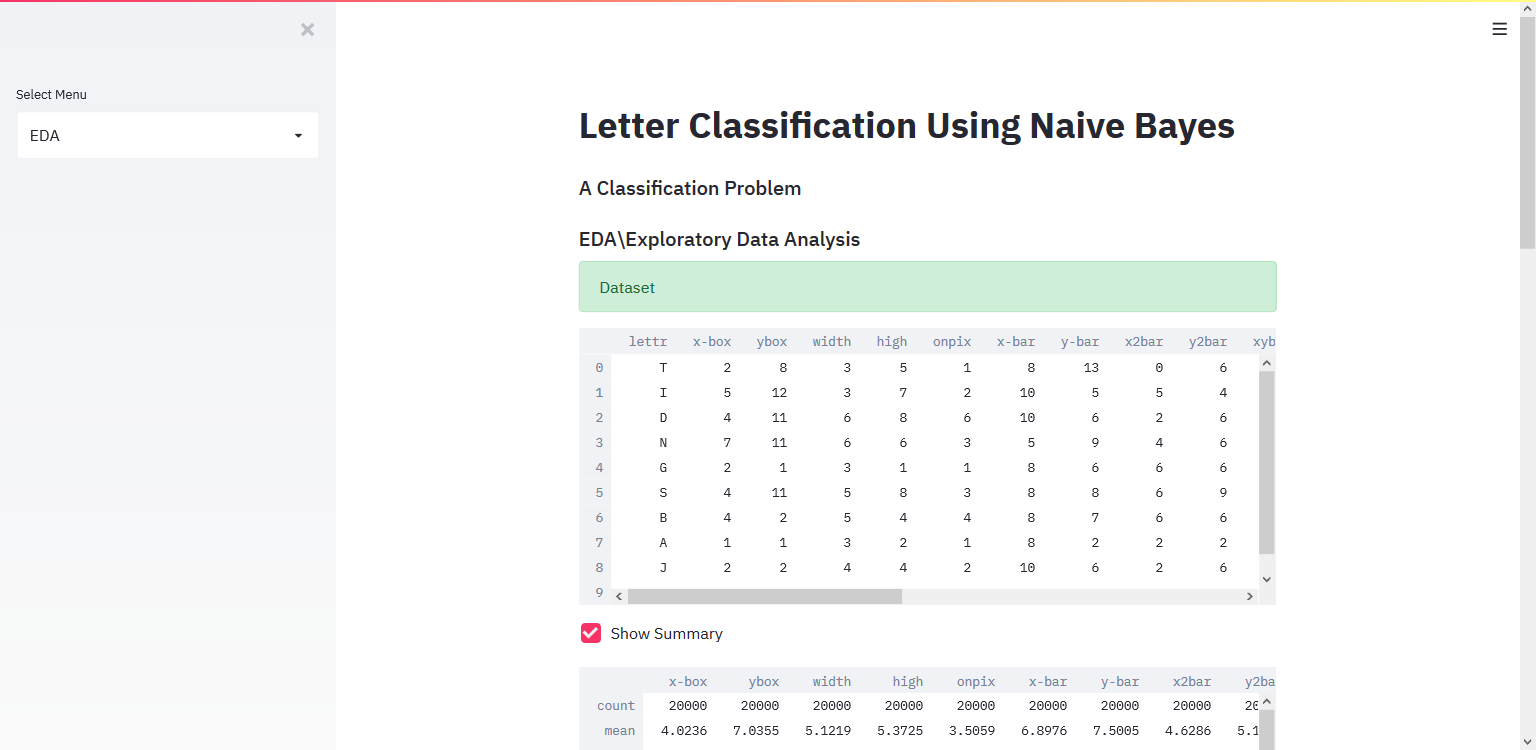 Select Menu
EDA
Letter Classification Using Naive Bayes
A Classification Problem
EDA\Exploratory Data Analysis
Dataset
lettr x-box ybox width high onpix x-bar y-bar x2bar y2bar xyb
0 T 2 8 3 5 1 8 13 0 6
1 I 5 12 3 7 2 10 5 5 4
2 D 4 11 6 8 6 10 6 2 6
3 N 7 11 6 6 3 5 9 4 6
4 G 2 1 3 1 1 8 6 6 6
5 S 4 11 5 8 3 8 8 6 9
6 B 4 2 5 4 4 8 7 6 6
7 A 1 1 3 2 1 8 2 2 2
8 J 2 2 4 4 2 10 6 2 6
9
Show Summary
x-box ybox width high onpix x-bar y-bar x2bar y2ba
count 20000 20000 20000 20000 20000 20000 20000 20000 20
mean 4.0236 7.0355 5.1219 5.3725 3.5059 6.8976 7.5005 4.6286 5.1